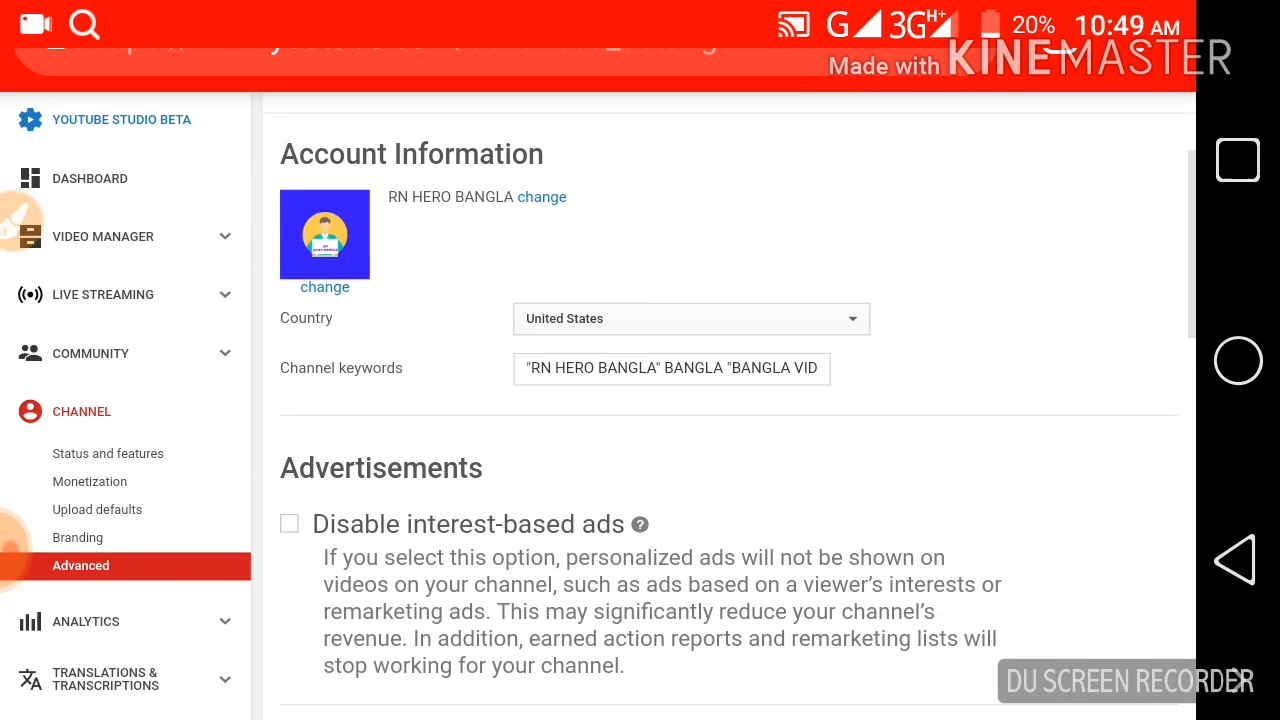 G 3G H+ 20% 10:49 AM
Made with KINEMASTER
YOUTUBE STUDIO BETA
DASHBOARD
VIDEO MANAGER
LIVE STREAMING
COMMUNITY
CHANNEL
Status and features
Monetization
Upload defaults
Branding
Advanced
ANALYTICS
TRANSLATIONS &
TRANSCRIPTIONS
Account Information
RN HERO BANGLA change
change
Country
United States
Channel keywords
"RN HERO BANGLA" BANGLA "BANGLA VID
Advertisements
Disable interest-based ads
If you select this option, personalized ads will not be shown on
videos on your channel, such as ads based on a viewer’s interests or
remarketing ads. This may significantly reduce your channel’s
revenue. In addition, earned action reports and remarketing lists will
stop working for your channel.
DU SCREEN RECORDER